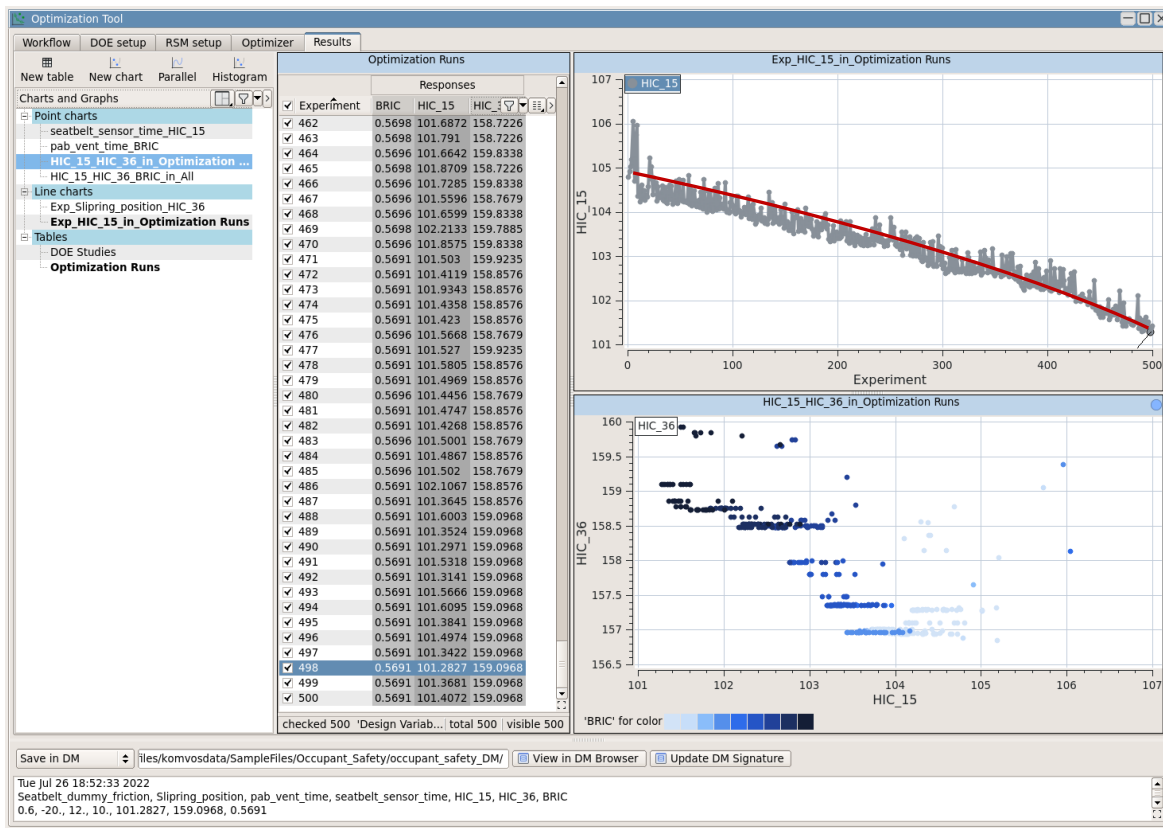 Optimization Tool
Workflow DOE setup RSM setup Optimizer Results
New table New chart Parallel Histogram
Charts and Graphs
Point charts
seatbelt_sensor_time_HIC_15
pab_vent_time_BRIC
HIC_15_HIC_36_in_Optimization ...
HIC_15_HIC_36_BRIC_in_All
Line charts
Exp_Slipring_position_HIC_36
Exp_HIC_15_in_Optimization Runs
Tables
DOE Studies
Optimization Runs
Optimization Runs
Responses
Experiment BRIC HIC_15 HIC_3
462 0.5698 101.6872 158.7226
463 0.5698 101.791 158.7226
464 0.5696 101.6642 159.8338
465 0.5698 101.8709 158.7226
466 0.5696 101.7285 159.8338
467 0.5696 101.5596 158.7679
468 0.5696 101.6599 159.8338
469 0.5698 102.2133 159.7885
470 0.5696 101.8575 159.8338
471 0.5691 101.503 159.9235
472 0.5691 101.4119 158.8576
473 0.5691 101.9343 158.8576
474 0.5691 101.4358 158.8576
475 0.5691 101.423 158.8576
476 0.5696 101.5668 158.7679
477 0.5691 101.527 159.9235
478 0.5691 101.5805 158.8576
479 0.5691 101.4969 158.8576
480 0.5696 101.4456 158.7679
481 0.5691 101.4747 158.8576
482 0.5691 101.4268 158.8576
483 0.5696 101.5001 158.7679
484 0.5691 101.4867 158.8576
485 0.5696 101.502 158.7679
486 0.5691 102.1067 158.8576
487 0.5691 101.3645 158.8576
488 0.5691 101.6003 159.0968
489 0.5691 101.3524 159.0968
490 0.5691 101.2971 159.0968
491 0.5691 101.5318 159.0968
492 0.5691 101.3141 159.0968
493 0.5691 101.5666 159.0968
494 0.5691 101.6095 159.0968
495 0.5691 101.3841 159.0968
496 0.5691 101.4974 159.0968
497 0.5691 101.3422 159.0968
498 0.5691 101.2827 159.0968
499 0.5691 101.3681 159.0968
500 0.5691 101.4072 159.0968
checked 500 'Design Variab... total 500 visible 500
Exp_HIC_15_in_Optimization Runs
HIC_15
107
106
105
104
103
102
101
HIC_15
0 100 200 300 400 500
Experiment
HIC_15_HIC_36_in_Optimization Runs
HIC_36
160
159.5
159
158.5
158
157.5
157
156.5
HIC_36
101 102 103 104 105 106 107
HIC_15
'BRIC' for color
Save in DM iles/komvosdata/SampleFiles/Occupant_Safety/occupant_safety_DM/ View in DM Browser Update DM Signature
Tue Jul 26 18:52:33 2022
Seatbelt_dummy_friction, Slipring_position, pab_vent_time, seatbelt_sensor_time, HIC_15, HIC_36, BRIC
0.6, -20., 12., 10., 101.2827, 159.0968, 0.5691